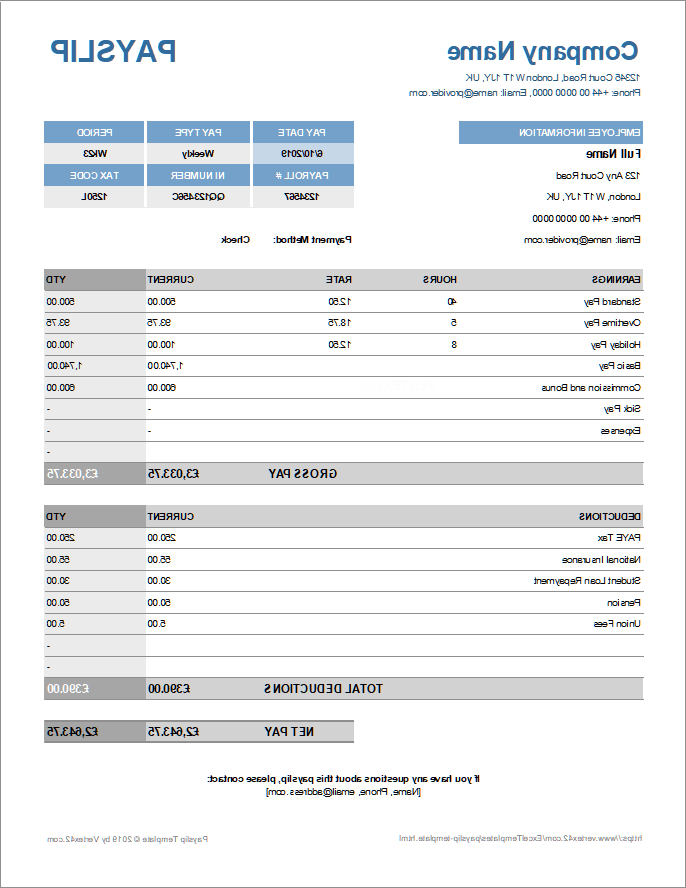 Company Name PAYSLIP
12345 Court Road, London, W1T 1JY, UK
Phone: +44 00 0000 0000, Email: name@provider.com
EMPLOYEE INFORMATION PAY DATE PAY TYPE PERIOD
Full Name 6/10/2019 Weekly Wk23
123 Any Court Road PAYROLL # NI NUMBER TAX CODE
London, W1T 1JY, UK 1234567 QQ123456C 1250L
Phone: +44 00 0000 0000
Email: name@provider.com Payment Method: Check
EARNINGS HOURS RATE CURRENT YTD
Standard Pay 40 12.50 500.00 500.00
Overtime Pay 5 18.75 93.75 93.75
Holiday Pay 8 12.50 100.00 100.00
Basic Pay 1,740.00 1,740.00
Commission and Bonus 600.00 600.00
Sick Pay - -
Expenses - -
-
GROSS PAY £3,033.75 £3,033.75
DEDUCTIONS CURRENT YTD
PAYE Tax 250.00 250.00
National Insurance 55.00 55.00
Student Loan Repayment 30.00 30.00
Pension 50.00 50.00
Union Fees 5.00 5.00
-
-
TOTAL DEDUCTIONS £390.00 £390.00
NET PAY £2,643.75 £2,643.75
If you have any questions about this payslip, please contact:
[Name, Phone, email@address.com]
https://www.vertex42.com/ExcelTemplates/payslip-template.html Payslip Template © 2019 by Vertex42.com